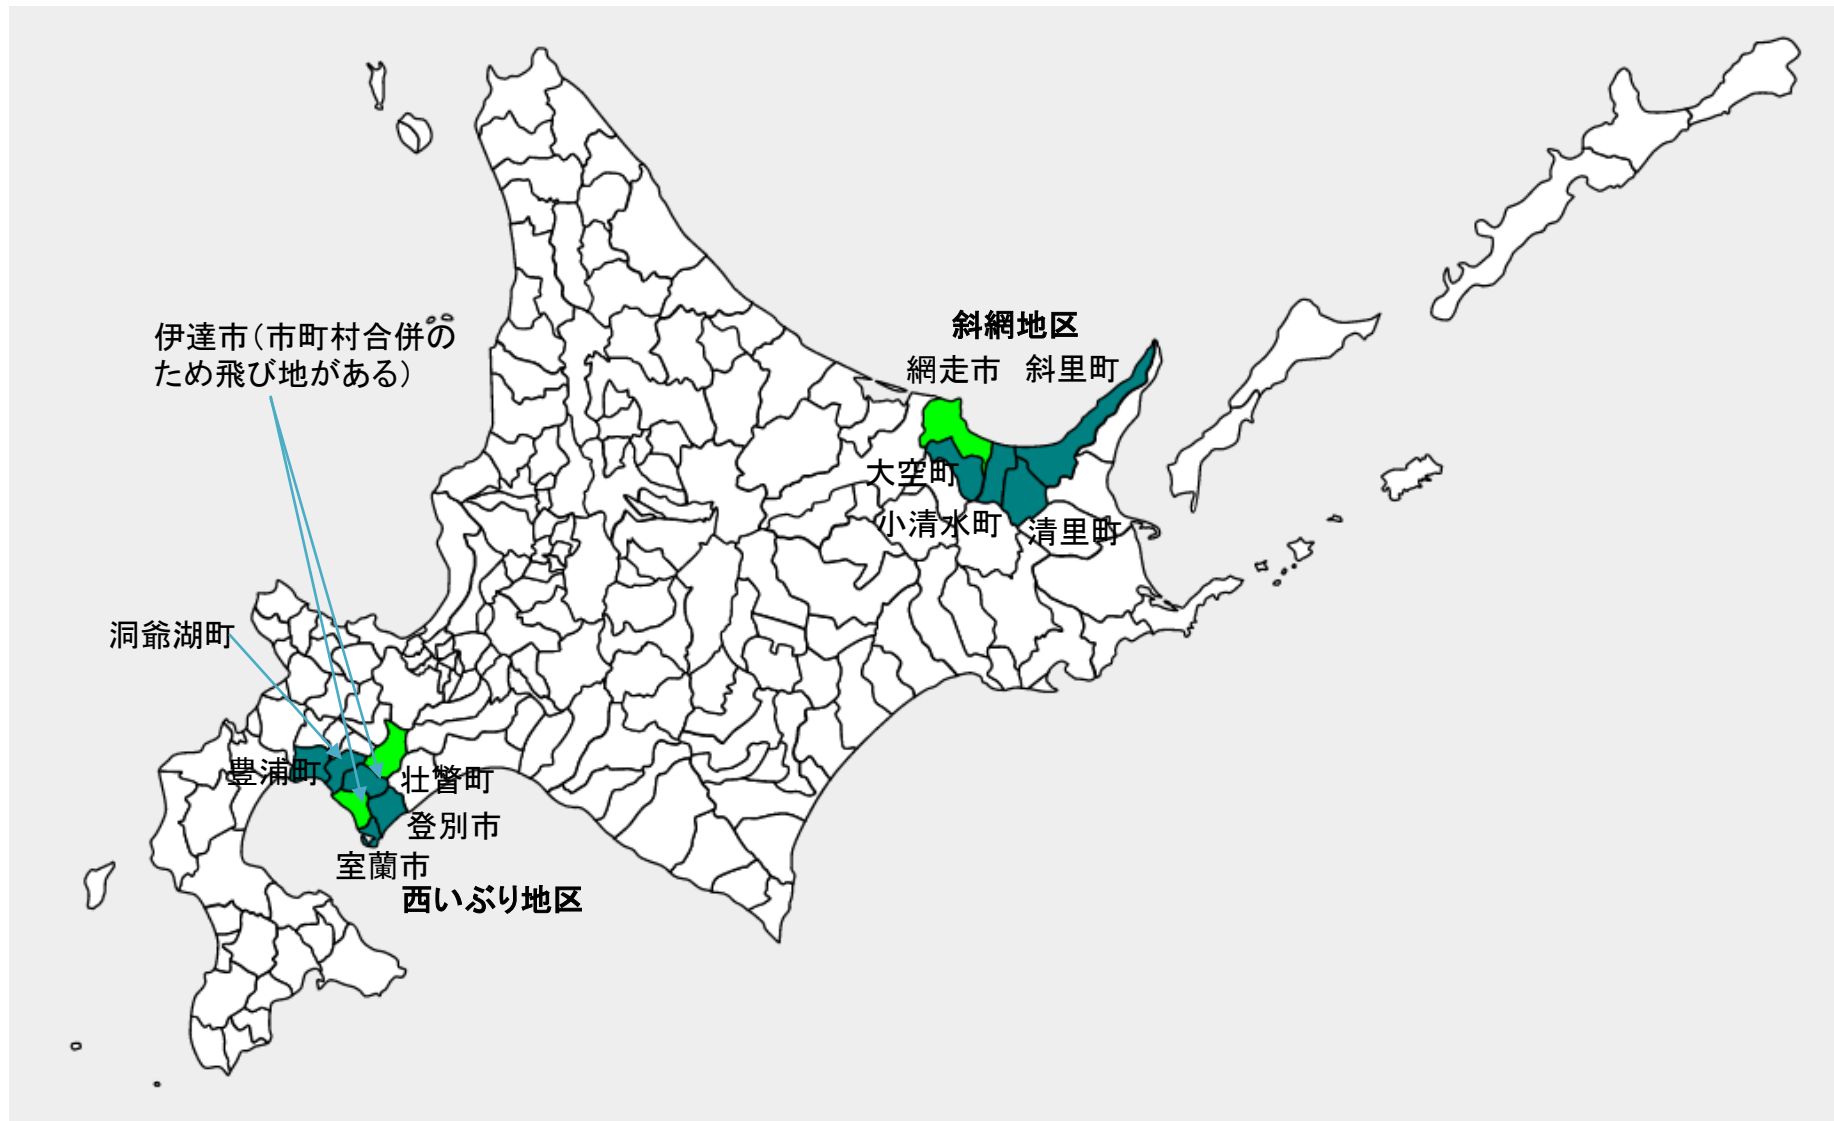 斜網地区
網走市 斜里町
伊達市(市町村合併の
ため飛び地がある)
大空町
小清水町
清里町
洞爺湖町
豊浦町
壮瞥町
登別市
室蘭市
西いぶり地区